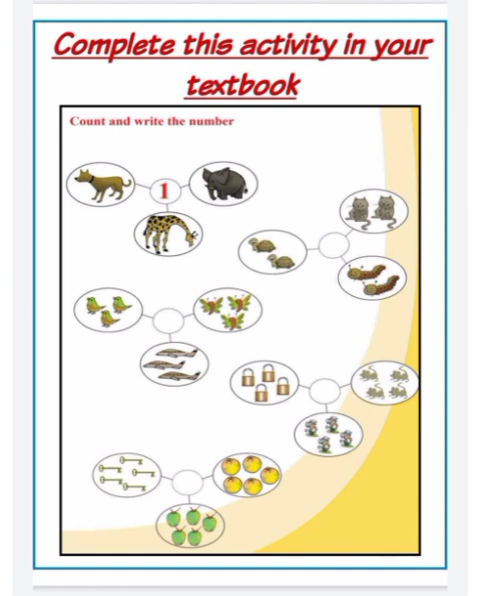 Complete this activity in your
textbook
Count and write the number
1